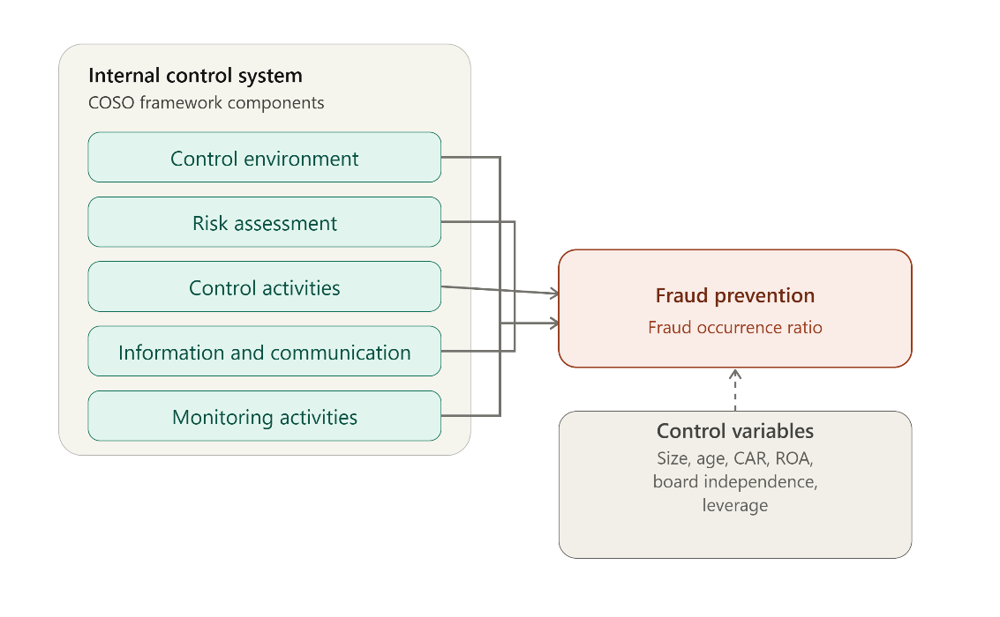 Internal control system
COSO framework components
Control environment
Risk assessment
Control activities
Information and communication
Monitoring activities
Fraud prevention
Fraud occurrence ratio
Control variables
Size, age, CAR, ROA,
board independence,
leverage